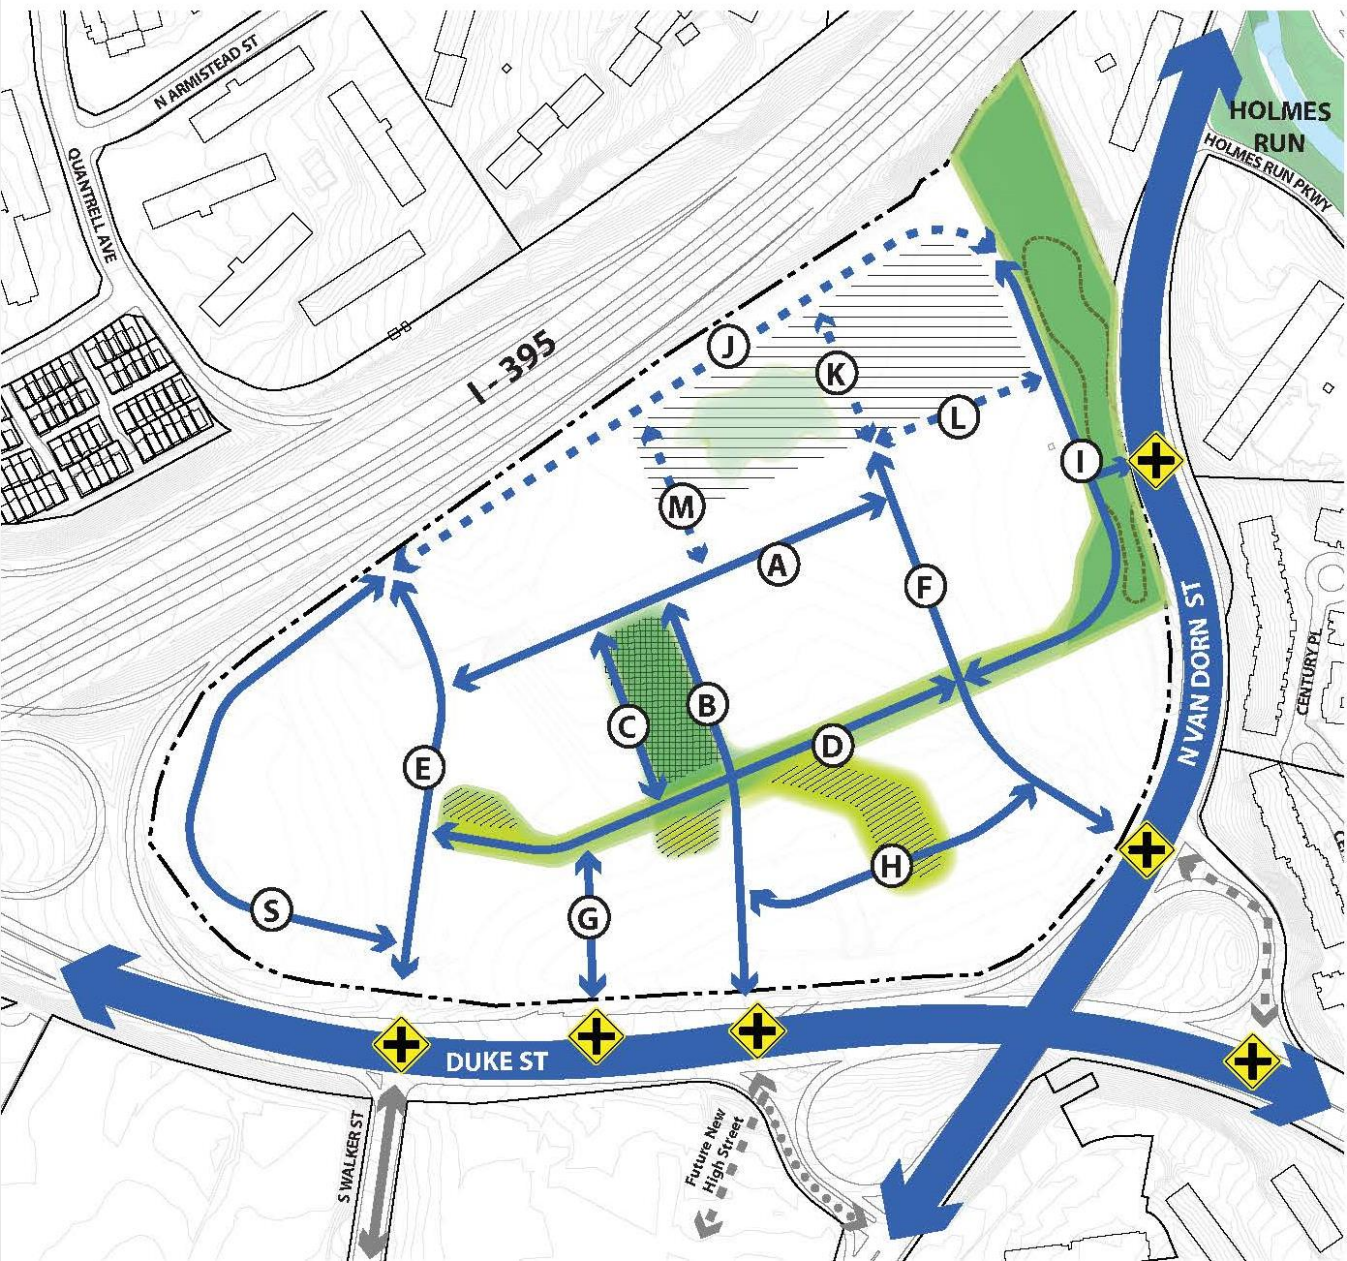 N ARMISTEAD ST
QUANTRELL AVE
HOLMES
RUN
HOLMES RUN PKWY
I - 395
J
K
L
I
M
A
F
B
C
D
E
H
G
S
N VAN DORN ST
CENTURY PL
DUKE ST
S WALKER ST
Future New
High Street